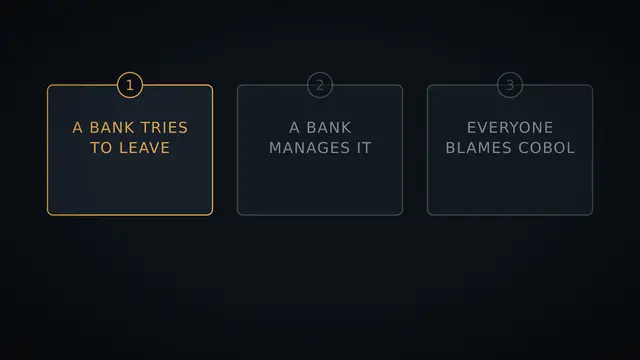 1
A BANK TRIES
TO LEAVE
2
A BANK
MANAGES IT
3
EVERYONE
BLAMES COBOL